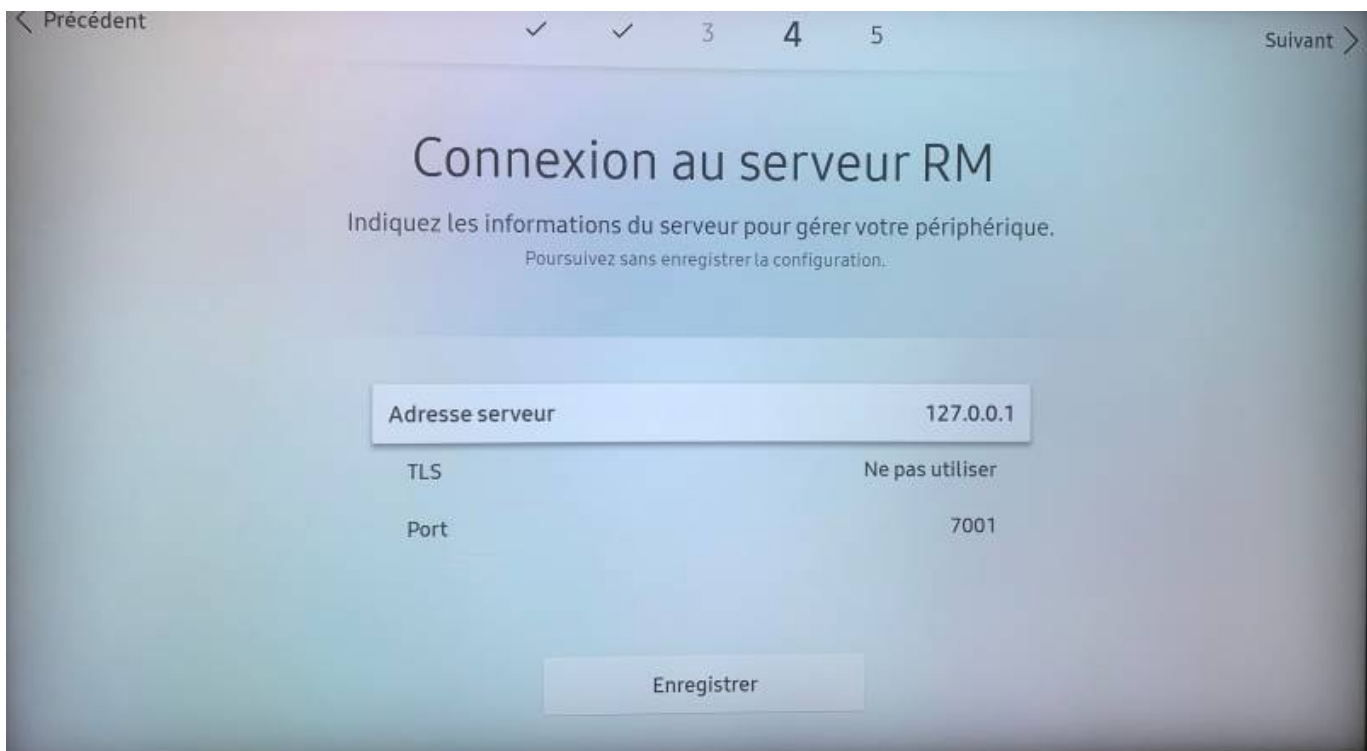 Précédent
3 4 5
Suivant
Connexion au serveur RM
Indiquez les informations du serveur pour gérer votre périphérique.
Poursuivez sans enregistrer la configuration.
Adresse serveur 127.0.0.1
TLS Ne pas utiliser
Port 7001
Enregistrer